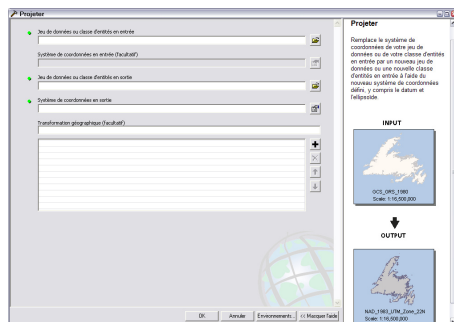 Projeter
Jeu de données ou classe d'entités en entrée
Système de coordonnées en entrée (facultatif)
Jeu de données ou classe d'entités en sortie
Système de coordonnées en sortie
Transformation géographique (facultatif)
OK
Annuler
Environnements...
<< Masquer l'aide
Projeter
Remplace le système de
coordonnées de votre jeu de
données ou de votre classe d'entités
en entrée par un nouveau jeu de
données ou une nouvelle classe
d'entités en entrée à l'aide du
nouveau système de coordonnées
défini, y compris le datum et
l'ellipsoïde.
INPUT
GCS_GRS_1980
Scale: 1:16,500,000
OUTPUT
NAD_1983_UTM_Zone_22N
Scale: 1:16,500,000